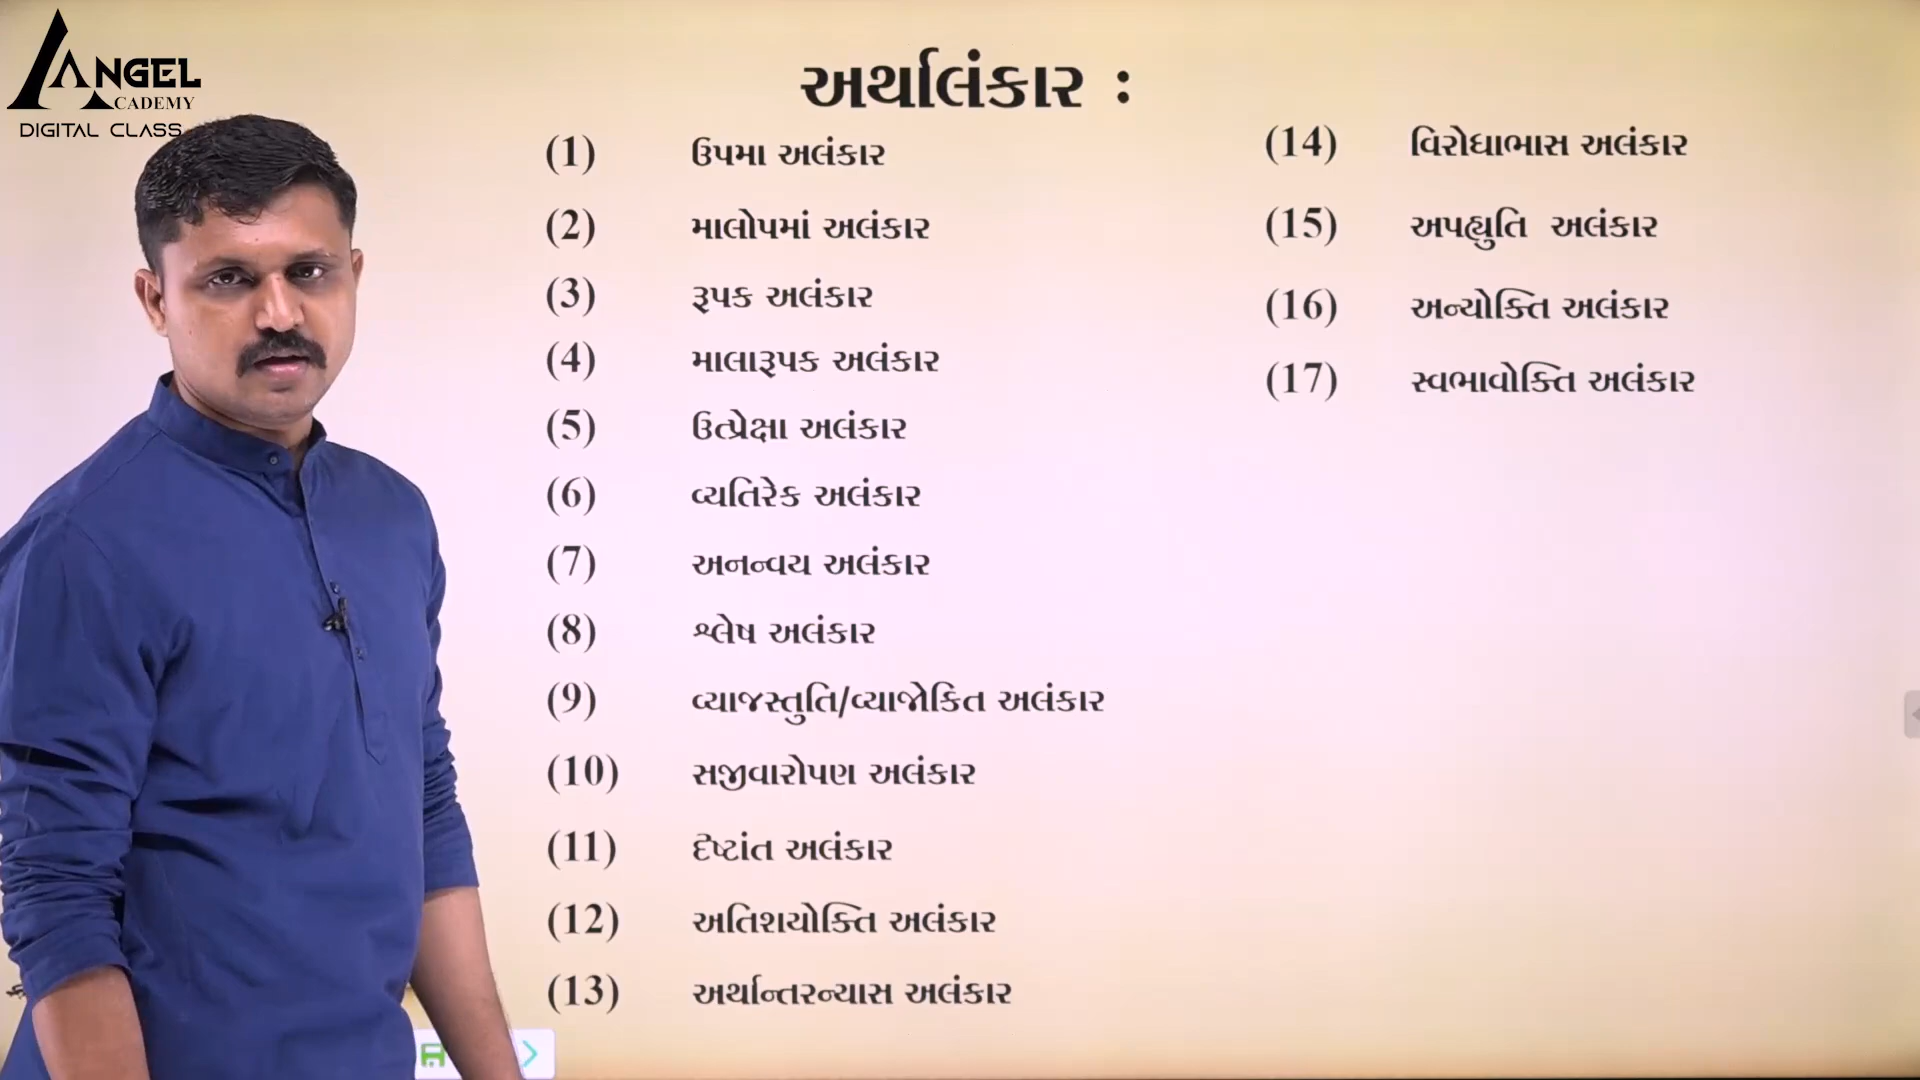 ANGEL
ACADEMY
DIGITAL CLASS
અર્થાલંકાર :
(1) ઉપમા અલંકાર
(2) માલોપમાં અલંકાર
(3) રૂપક અલંકાર
(4) માલારૂપક અલંકાર
(5) ઉત્પ્રેક્ષા અલંકાર
(6) વ્યતિરેક અલંકાર
(7) અનન્વય અલંકાર
(8) શ્લેષ અલંકાર
(9) વ્યાજસ્તુતિ/વ્યાજોકિત અલંકાર
(10) સજીવારોપણ અલંકાર
(11) દૃષ્ટાંત અલંકાર
(12) અતિશયોક્તિ અલંકાર
(13) અર્થાન્તરન્યાસ અલંકાર
(14) વિરોધાભાસ અલંકાર
(15) અપહ્યુતિ અલંકાર
(16) અન્યોક્તિ અલંકાર
(17) સ્વભાવોક્તિ અલંકાર